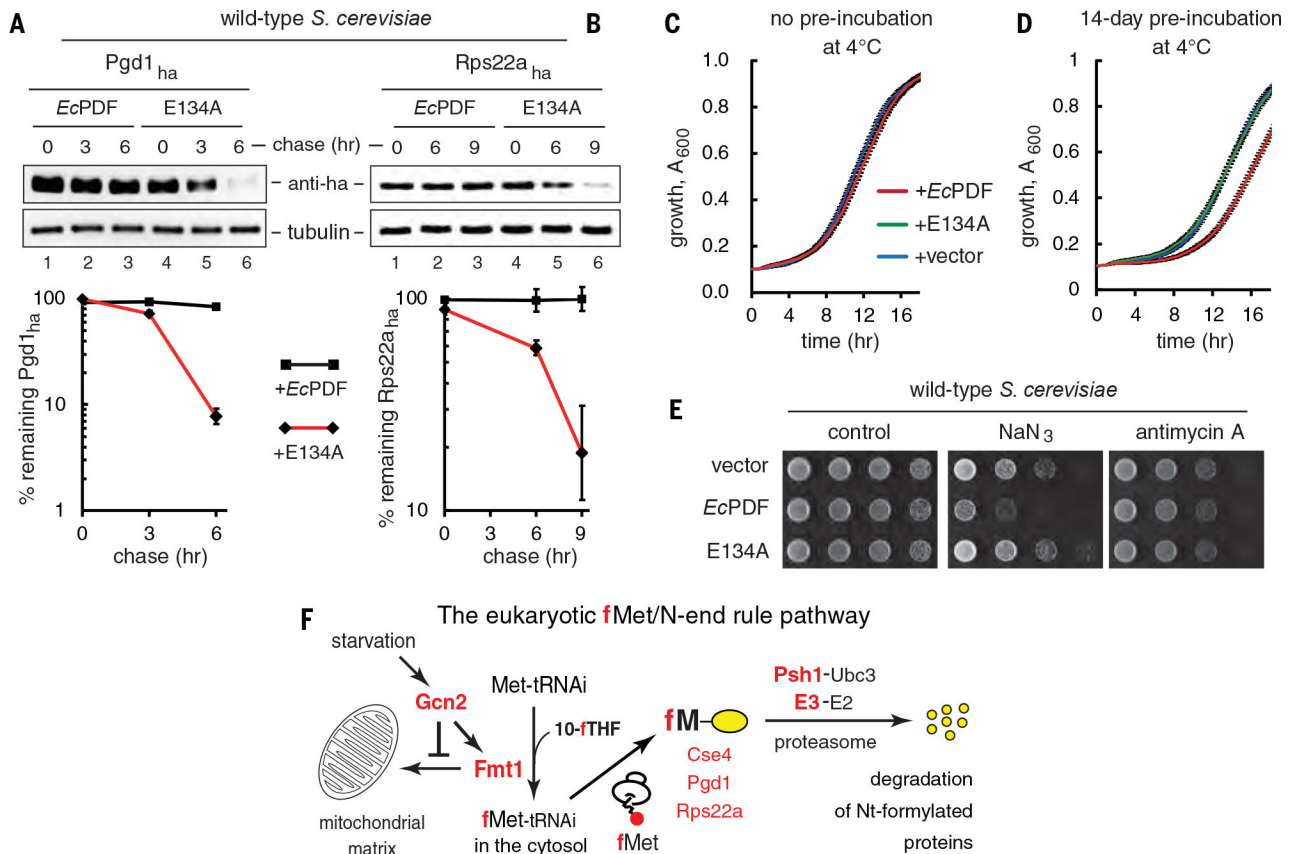 A
wild-type S. cerevisiae
B
Pgd1ha
Rps22aha
EcPDF E134A
EcPDF E134A
0 3 6 0 3 6 – chase (hr) – 0 6 9 0 6 9
– anti-ha –
– tubulin –
1 2 3 4 5 6
1 2 3 4 5 6
% remaining Pgd1ha
100
10
1
0 3 6
chase (hr)
+EcPDF
+E134A
% remaining Rps22aha
100
10
0 3 6 9
chase (hr)
C
no pre-incubation
at 4°C
growth, A600
1.0
0.8
0.6
0.4
0.2
0.0
0 4 8 12 16
time (hr)
+EcPDF
+E134A
+vector
D
14-day pre-incubation
at 4°C
growth, A600
1
0.8
0.6
0.4
0.2
0
0 4 8 12 16
time (hr)
E
wild-type S. cerevisiae
control NaN3 antimycin A
vector
EcPDF
E134A
F
The eukaryotic fMet/N-end rule pathway
starvation
Gcn2
Fmt1
mitochondrial
matrix
Met-tRNAi
10-fTHF
fMet-tRNAi
in the cytosol
fMet
fM
Cse4
Pgd1
Rps22a
Psh1-Ubc3
E3-E2
proteasome
degradation
of Nt-formylated
proteins